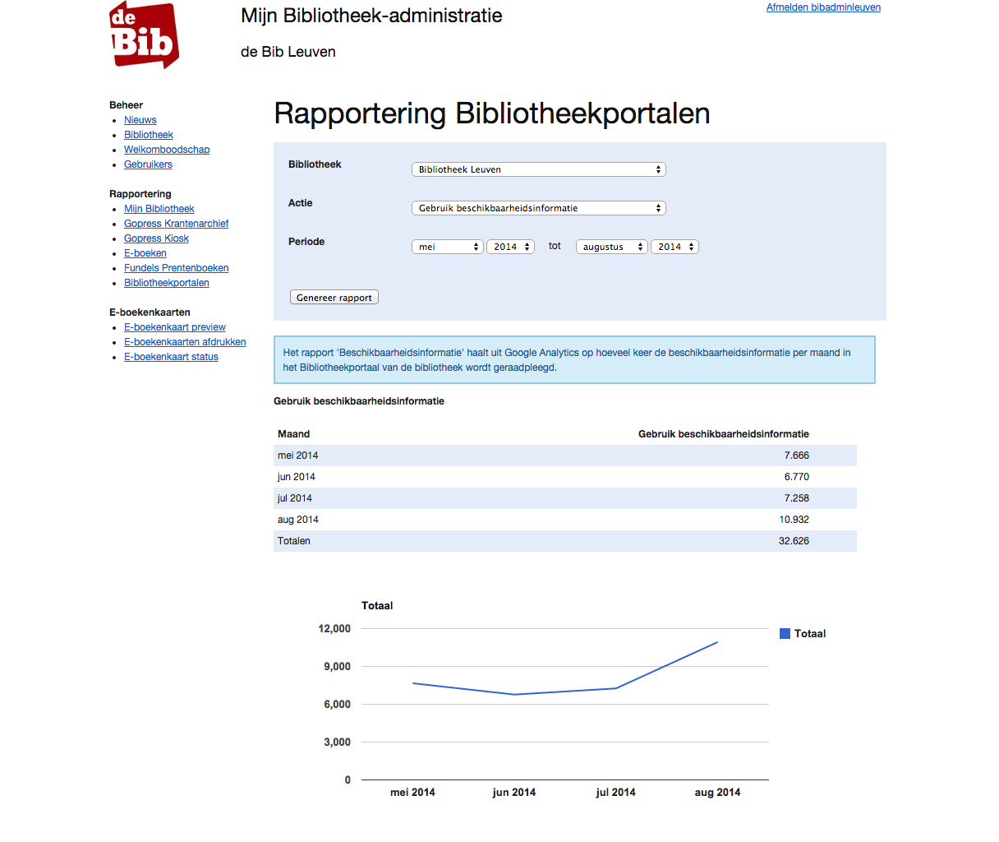 de
Bib
Mijn Bibliotheek-administratie
Afmelden bibadminleuven
de Bib Leuven
Beheer
Nieuws
Bibliotheek
Welkomboodschap
Gebruikers
Rapportering
Mijn Bibliotheek
Gopress Krantenarchief
Gopress Kiosk
E-boeken
Fundels Prentenboeken
Bibliotheekportalen
E-boekenkaarten
E-boekenkaart preview
E-boekenkaarten afdrukken
E-boekenkaart status
Rapportering Bibliotheekportalen
Bibliotheek Bibliotheek Leuven
Actie Gebruik beschikbaarheidsinformatie
Periode mei 2014 tot augustus 2014
Genereer rapport
Het rapport 'Beschikbaarheidsinformatie' haalt uit Google Analytics op hoeveel keer de beschikbaarheidsinformatie per maand in
het Bibliotheekportaal van de bibliotheek wordt geraadpleegd.
Gebruik beschikbaarheidsinformatie
Maand Gebruik beschikbaarheidsinformatie
mei 2014 7.666
jun 2014 6.770
jul 2014 7.258
aug 2014 10.932
Totalen 32.626
Totaal
12,000
9,000
6,000
3,000
0
mei 2014 jun 2014 jul 2014 aug 2014
Totaal